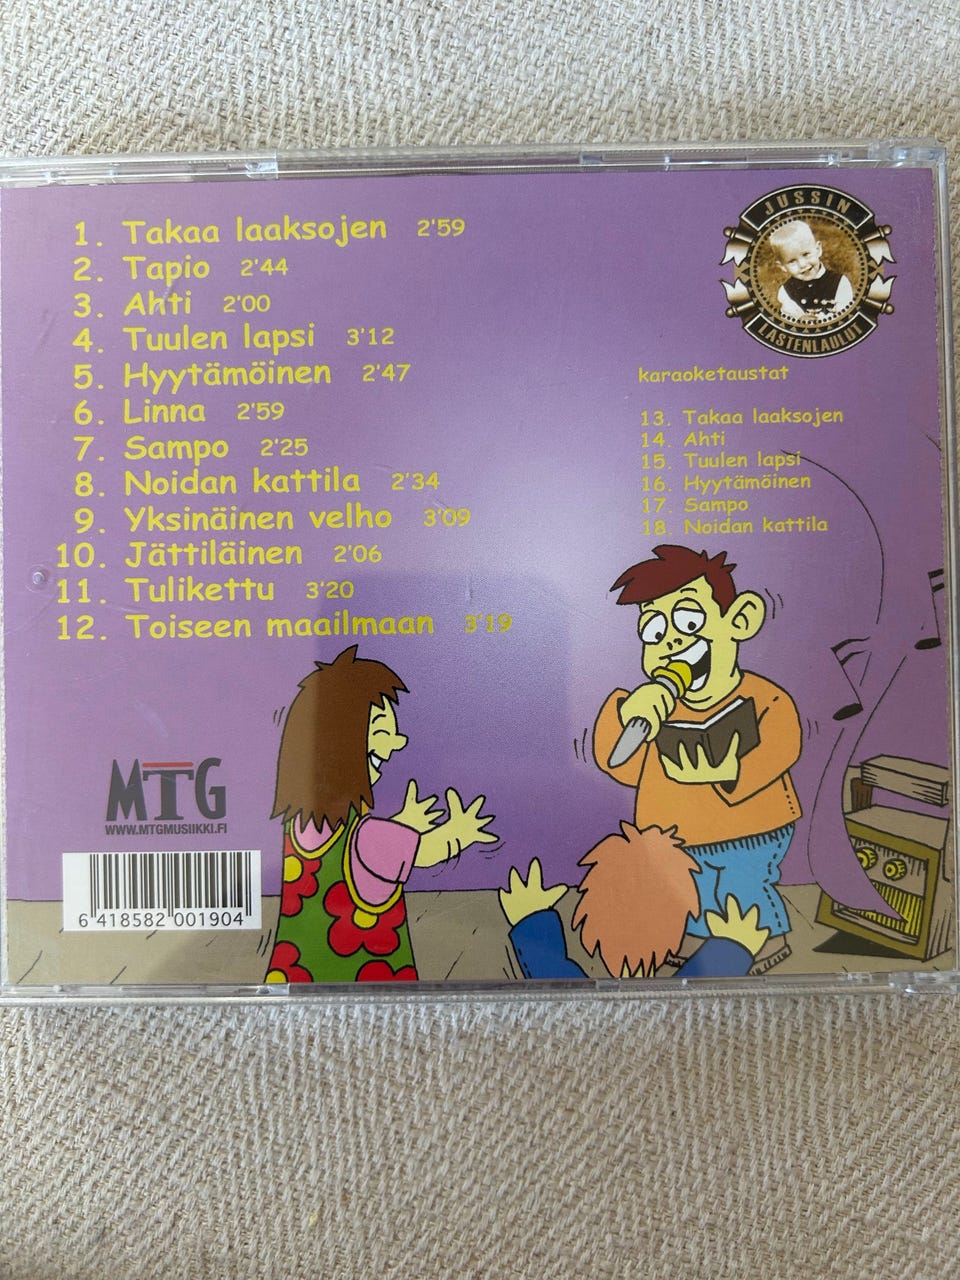 1. Takaa laaksojen 2'59
2. Tapio 2'44
3. Ahti 2'00
4. Tuulen lapsi 3'12
5. Hyytämöinen 2'47
6. Linna 2'59
7. Sampo 2'25
8. Noidan kattila 2'34
9. Yksinäinen velho 3'09
10. Jättiläinen 2'06
11. Tulikettu 3'20
12. Toiseen maailmaan 3'19
JUSSIN
LASTENLAULUT
karaoketaustat
13. Takaa laaksojen
14. Ahti
15. Tuulen lapsi
16. Hyytämöinen
17. Sampo
18. Noidan kattila
MTG
WWW.MTGMUSIIKKI.FI
6 418582 001904